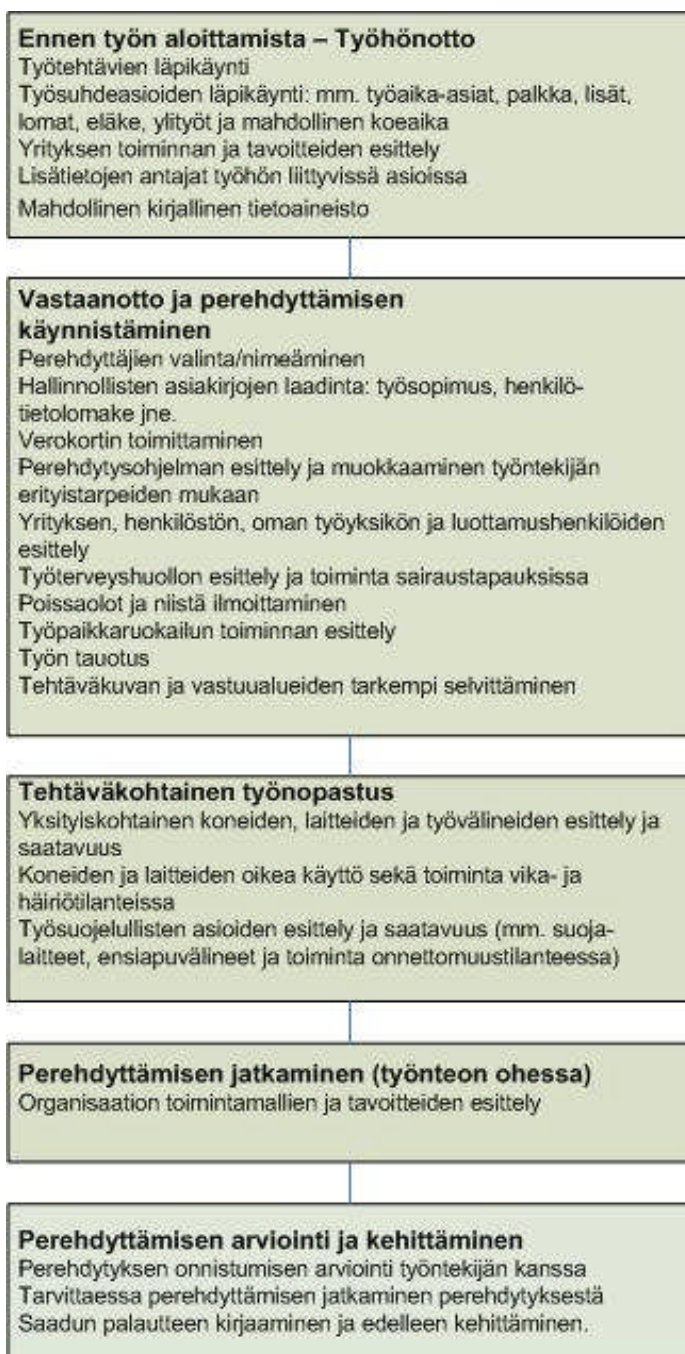 Ennen työn aloittamista – Työhönotto
Työtehtävien läpikäynti
Työsuhdeasioiden läpikäynti: mm. työaika-asiat, palkka, lisät,
lomat, eläke, ylityöt ja mahdollinen koeaika
Yrityksen toiminnan ja tavoitteiden esittely
Lisätietojen antajat työhön liittyvissä asioissa
Mahdollinen kirjallinen tietoaineisto
Vastaanotto ja perehdyttämisen
käynnistäminen
Perehdyttäjien valinta/nimeäminen
Hallinnollisten asiakirjojen laadinta: työsopimus, henkilö-
tietolomake jne.
Verokortin toimittaminen
Perehdytysohjelman esittely ja muokkaaminen työntekijän
erityistarpeiden mukaan
Yrityksen, henkilöstön, oman työyksikön ja luottamushenkilöiden
esittely
Työterveyshuollon esittely ja toiminta sairaustapauksissa
Poissaolot ja niistä ilmoittaminen
Työpaikkaruokailun toiminnan esittely
Työn tauotus
Tehtäväkuvan ja vastuualueiden tarkempi selvittäminen
Tehtäväkohtainen työnopastus
Yksityiskohtainen koneiden, laitteiden ja työvälineiden esittely ja
saatavuus
Koneiden ja laitteiden oikea käyttö sekä toiminta vika- ja
häiriötilanteissa
Työsuojelullisten asioiden esittely ja saatavuus (mm. suoja-
laitteet, ensiapuvälineet ja toiminta onnettomuustilanteessa)
Perehdyttämisen jatkaminen (työnteon ohessa)
Organisaation toimintamallien ja tavoitteiden esittely
Perehdyttämisen arviointi ja kehittäminen
Perehdytyksen onnistumisen arviointi työntekijän kanssa
Tarvittaessa perehdyttämisen jatkaminen perehdytyksestä
Saadun palautteen kirjaaminen ja edelleen kehittäminen.